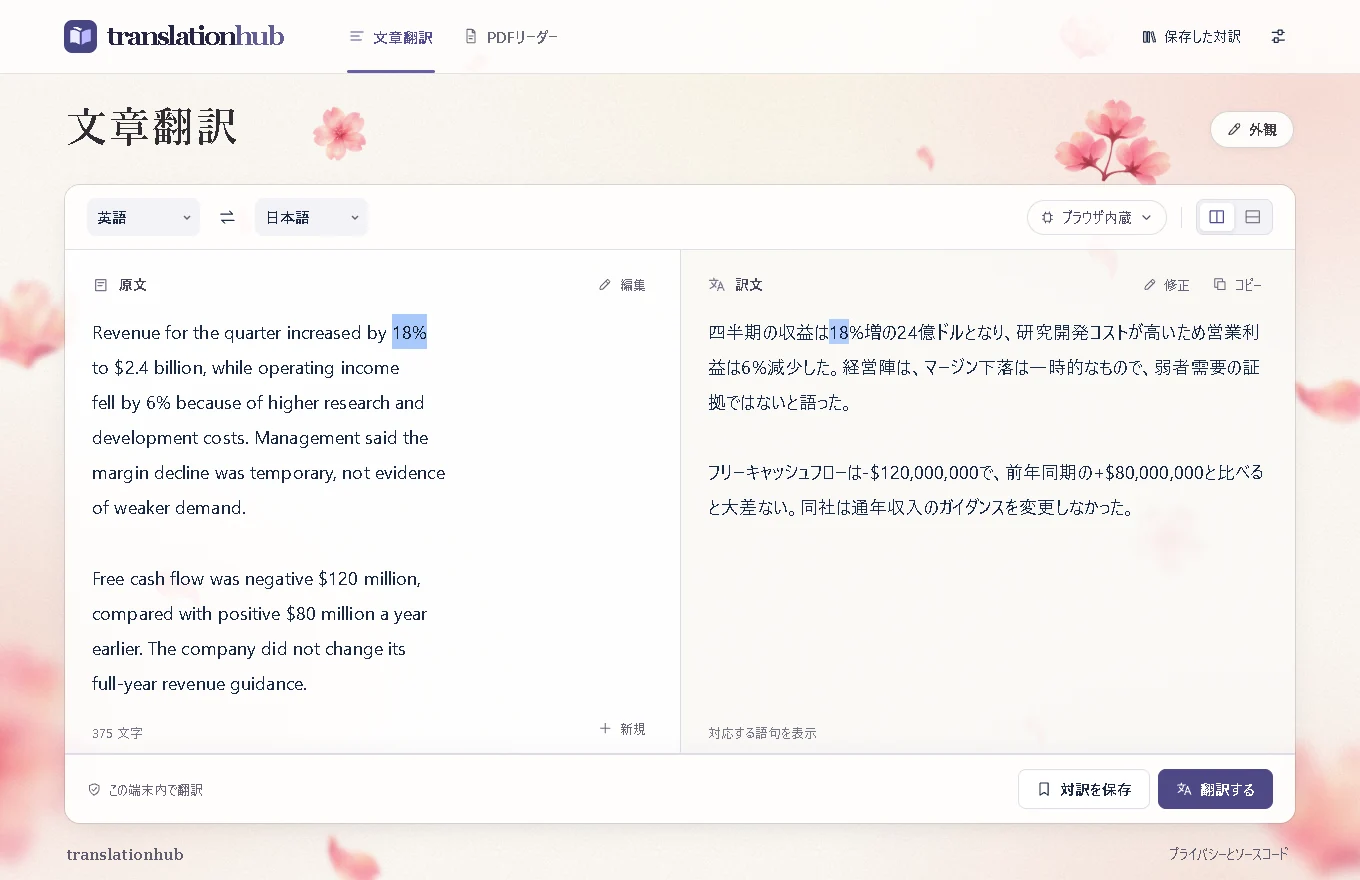 translationhub
文章翻訳
PDFリーダー
保存した対訳
文章翻訳
外観
英語
日本語
ブラウザ内蔵
原文
編集
Revenue for the quarter increased by 18%
to $2.4 billion, while operating income
fell by 6% because of higher research and
development costs. Management said the
margin decline was temporary, not evidence
of weaker demand.
Free cash flow was negative $120 million,
compared with positive $80 million a year
earlier. The company did not change its
full-year revenue guidance.
375 文字
新規
訳文
修正
コピー
四半期の収益は18%増の24億ドルとなり、研究開発コストが高いため営業利
益は6%減少した。経営陣は、マージン下落は一時的なもので、弱者需要の証
拠ではないと語った。
フリーキャッシュフローは-$120,000,000で、前年同期の+$80,000,000と比べる
と大差ない。同社は通年収入のガイダンスを変更しなかった。
対応する語句を表示
この端末内で翻訳
対訳を保存
翻訳する
translationhub
プライバシーとソースコード